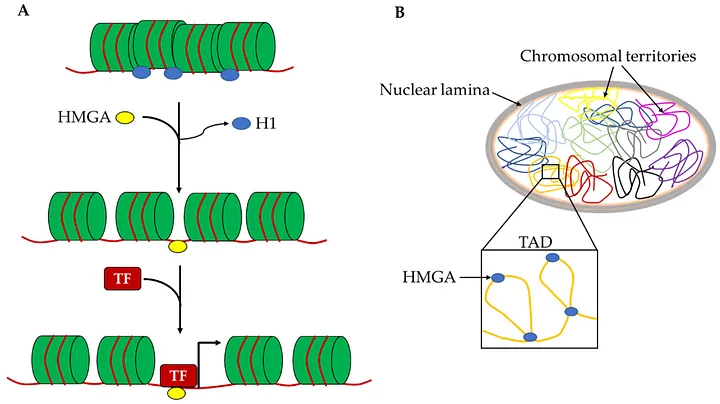 A
HMGA
H1
TF
TF
B
Chromosomal territories
Nuclear lamina
TAD
HMGA